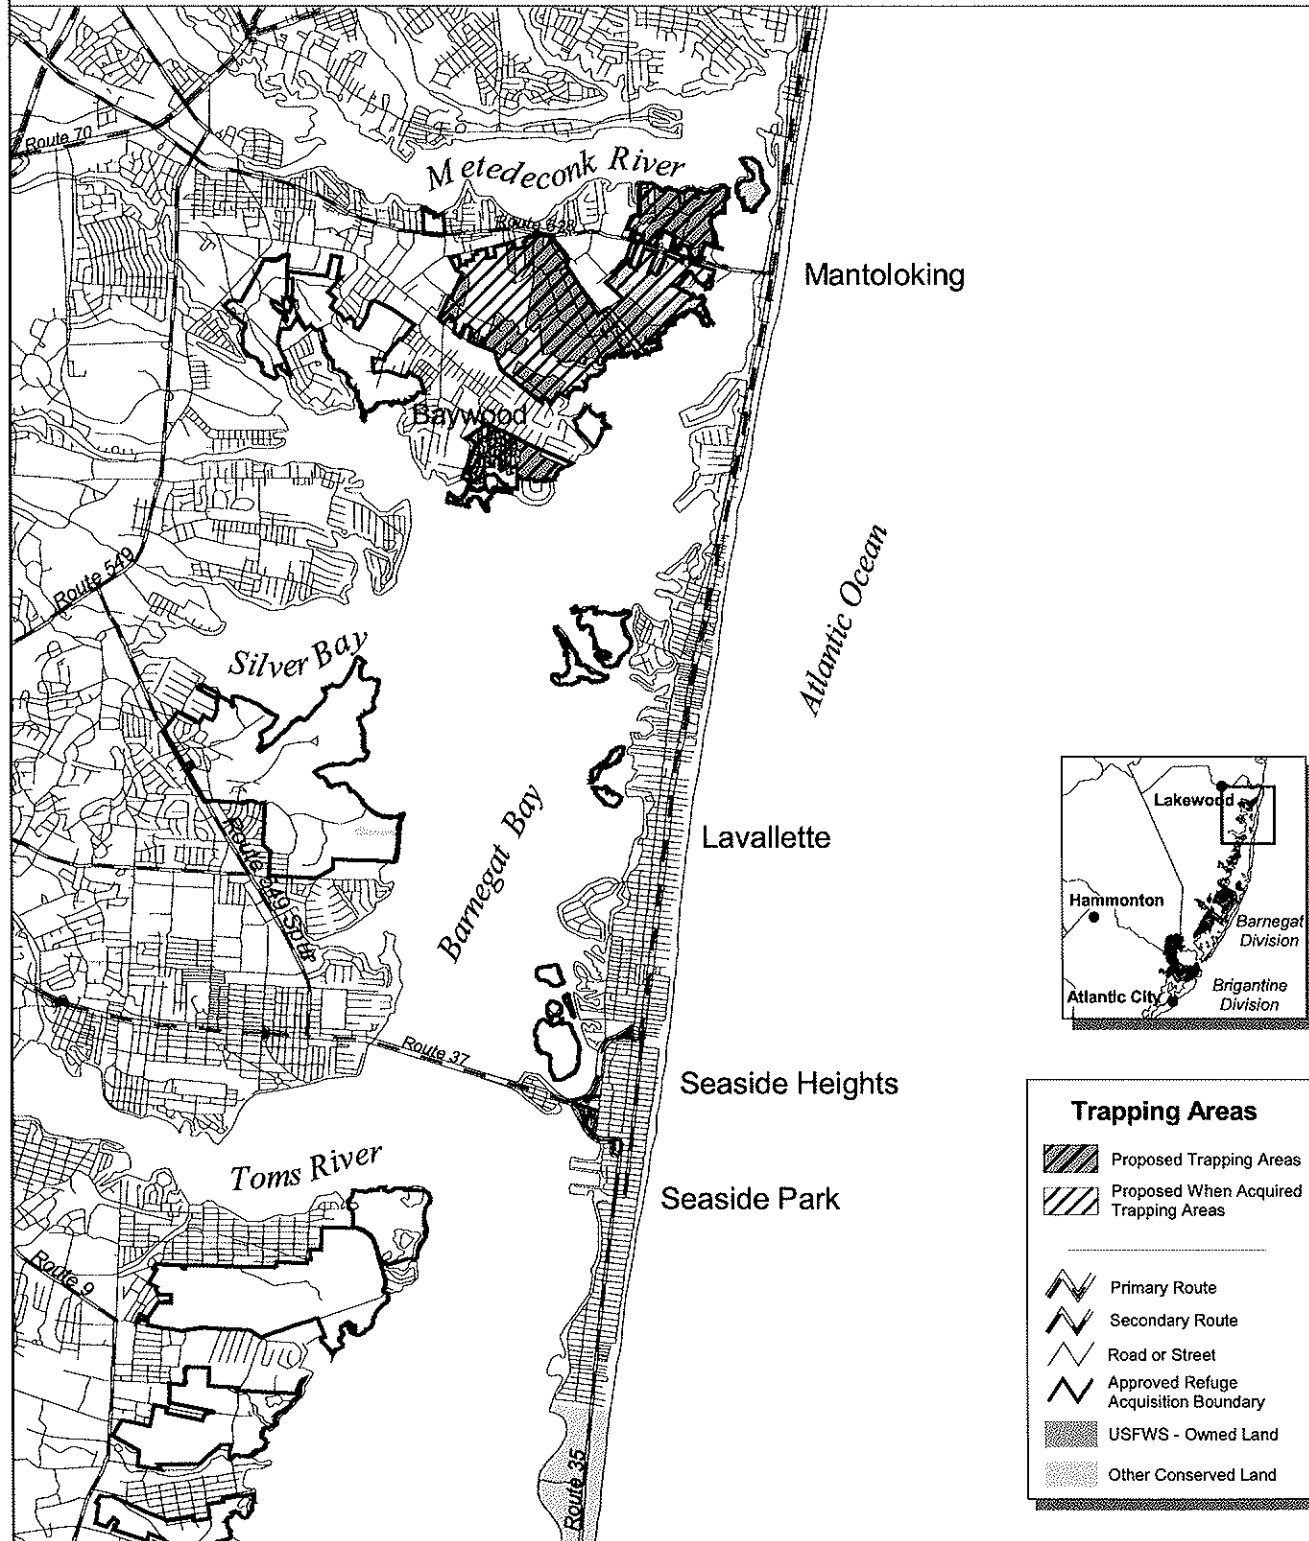 Route 70
Metedeconk River
Route 528
Mantoloking
Baywood
Route 549
Atlantic Ocean
Silver Bay
Barnegat Bay
Lakewood
Lavallette
Route 549 Spur
Hammonton
Barnegat
Division
Brigantine
Division
Atlantic City
Route 37
Seaside Heights
Toms River
Seaside Park
Route 9
Route 35
Trapping Areas
Proposed Trapping Areas
Proposed When Acquired
Trapping Areas
Primary Route
Secondary Route
Road or Street
Approved Refuge
Acquisition Boundary
USFWS - Owned Land
Other Conserved Land